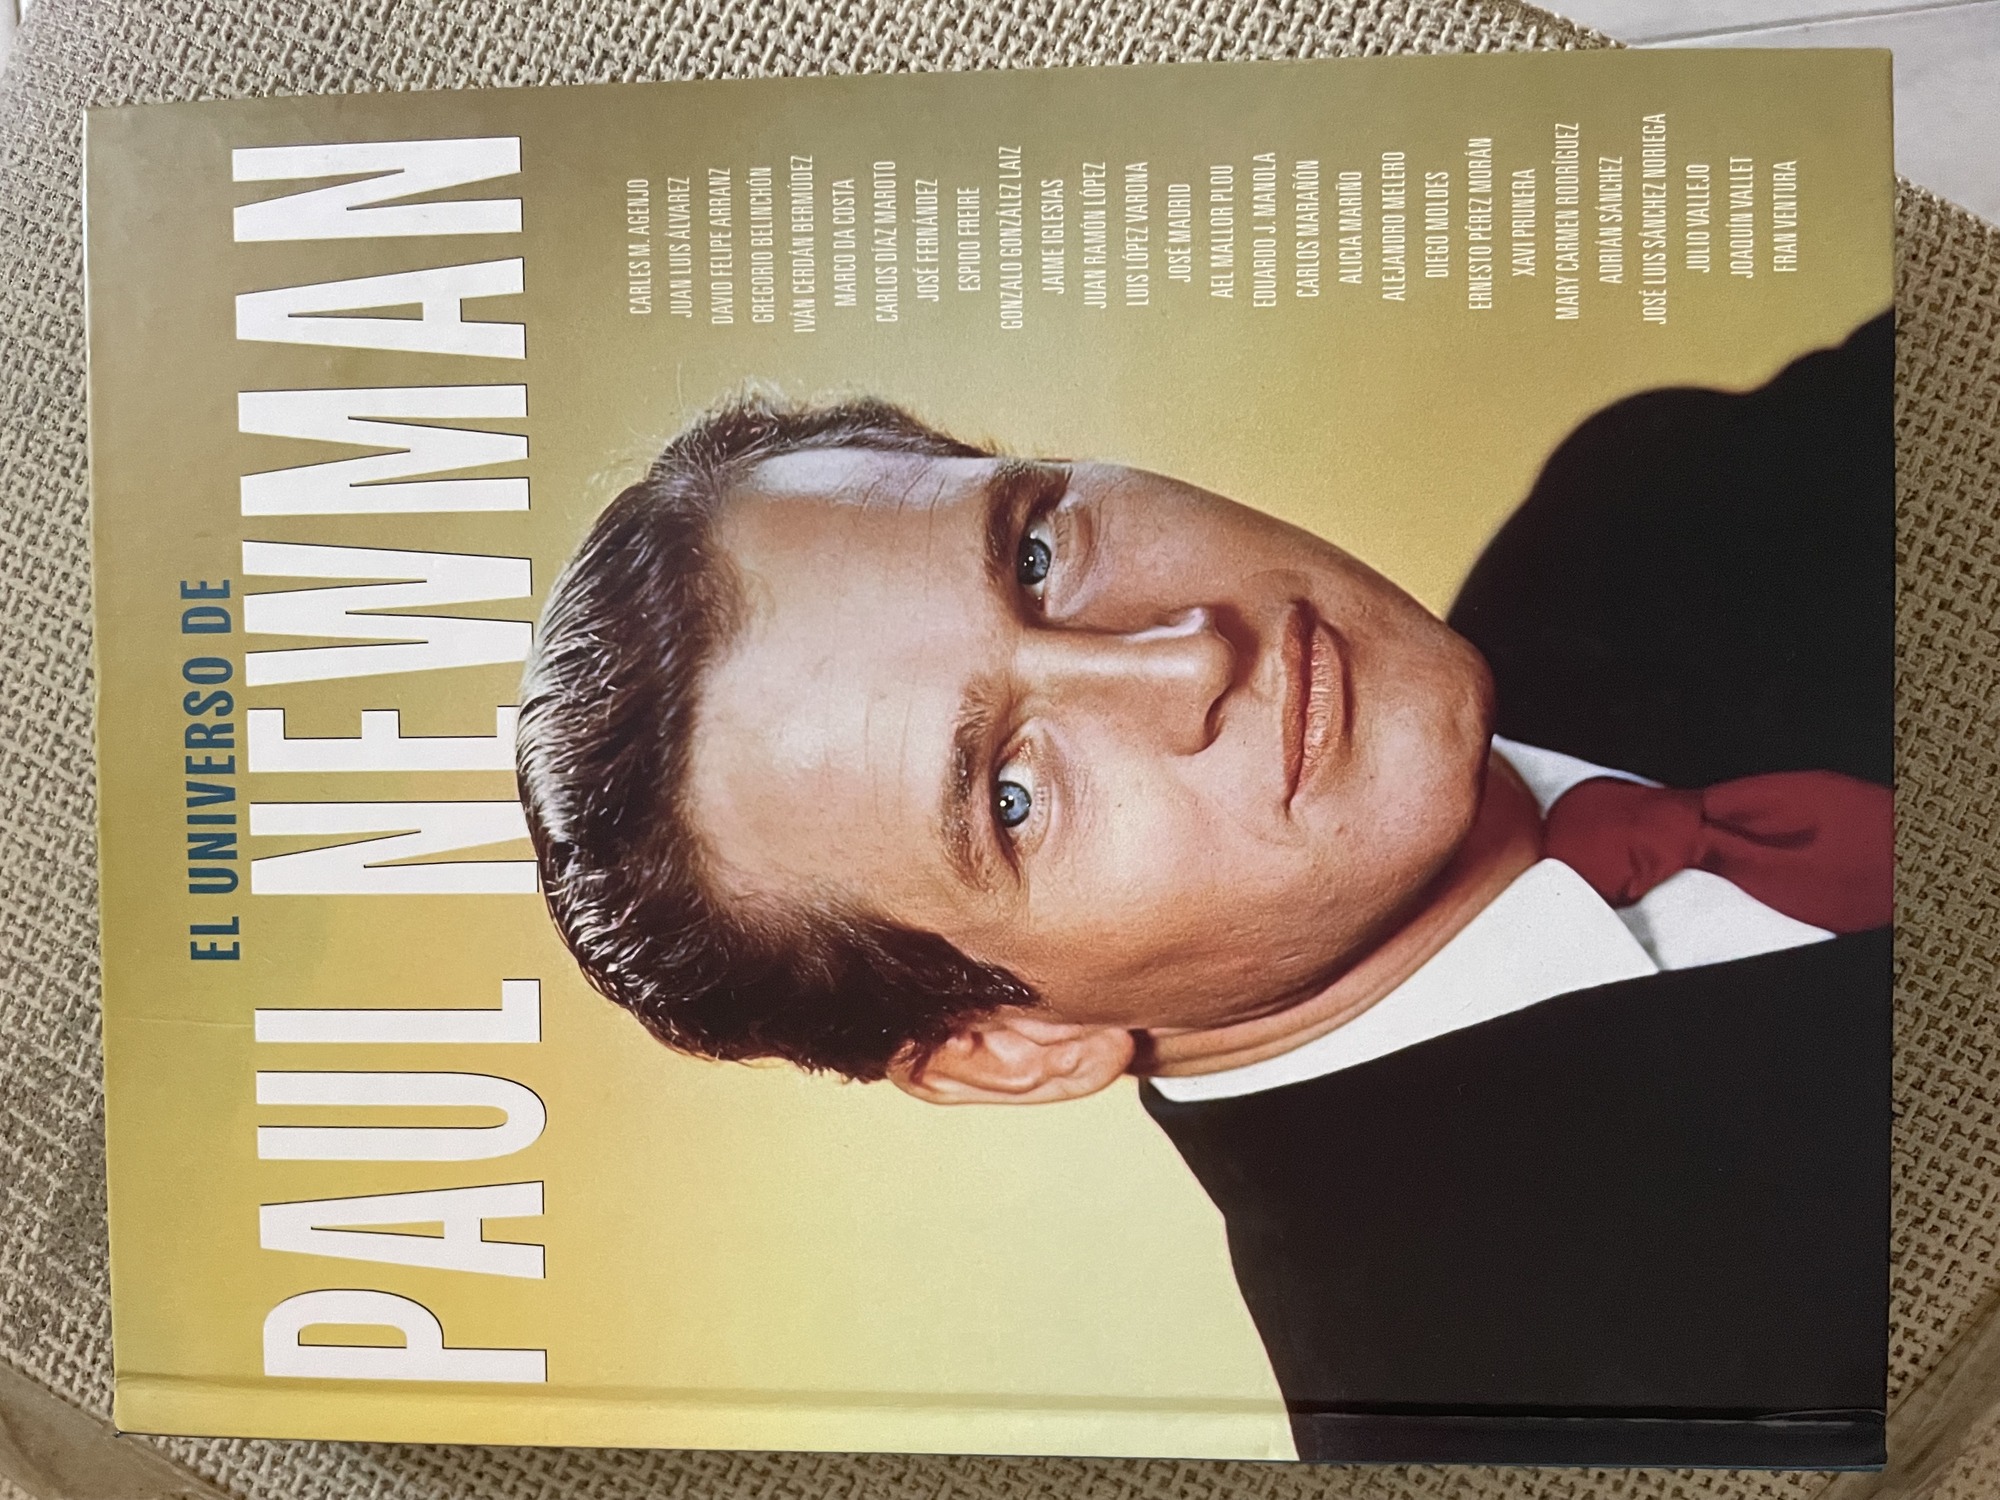 EL UNIVERSO DE
PAUL NEWMAN
CARLES M. AGENJO
JUAN LUIS ÁLVAREZ
DAVID FELIPE ARRANZ
GREGORIO BELINCHÓN
IVÁN CERDÁN BERMÚDEZ
MARCO DA COSTA
CARLOS DÍAZ MAROTO
JOSÉ FERNÁNDEZ
ESPIDO FREIRE
GONZALO GONZÁLEZ LAIZ
JAIME IGLESIAS
JUAN RAMÓN LÓPEZ
LUIS LÓPEZ VARONA
JOSÉ MADRID
AEL MALLOR PLOU
EDUARDO J. MANOLA
CARLOS MARAÑÓN
ALICIA MARIÑO
ALEJANDRO MELERO
DIEGO MOLDES
ERNESTO PÉREZ MORÁN
XAVI PRUNERA
MARY CARMEN RODRÍGUEZ
ADRIÁN SÁNCHEZ
JOSÉ LUIS SÁNCHEZ NORIEGA
JULIO VALLEJO
JOAQUÍN VALLET
FRAN VENTURA